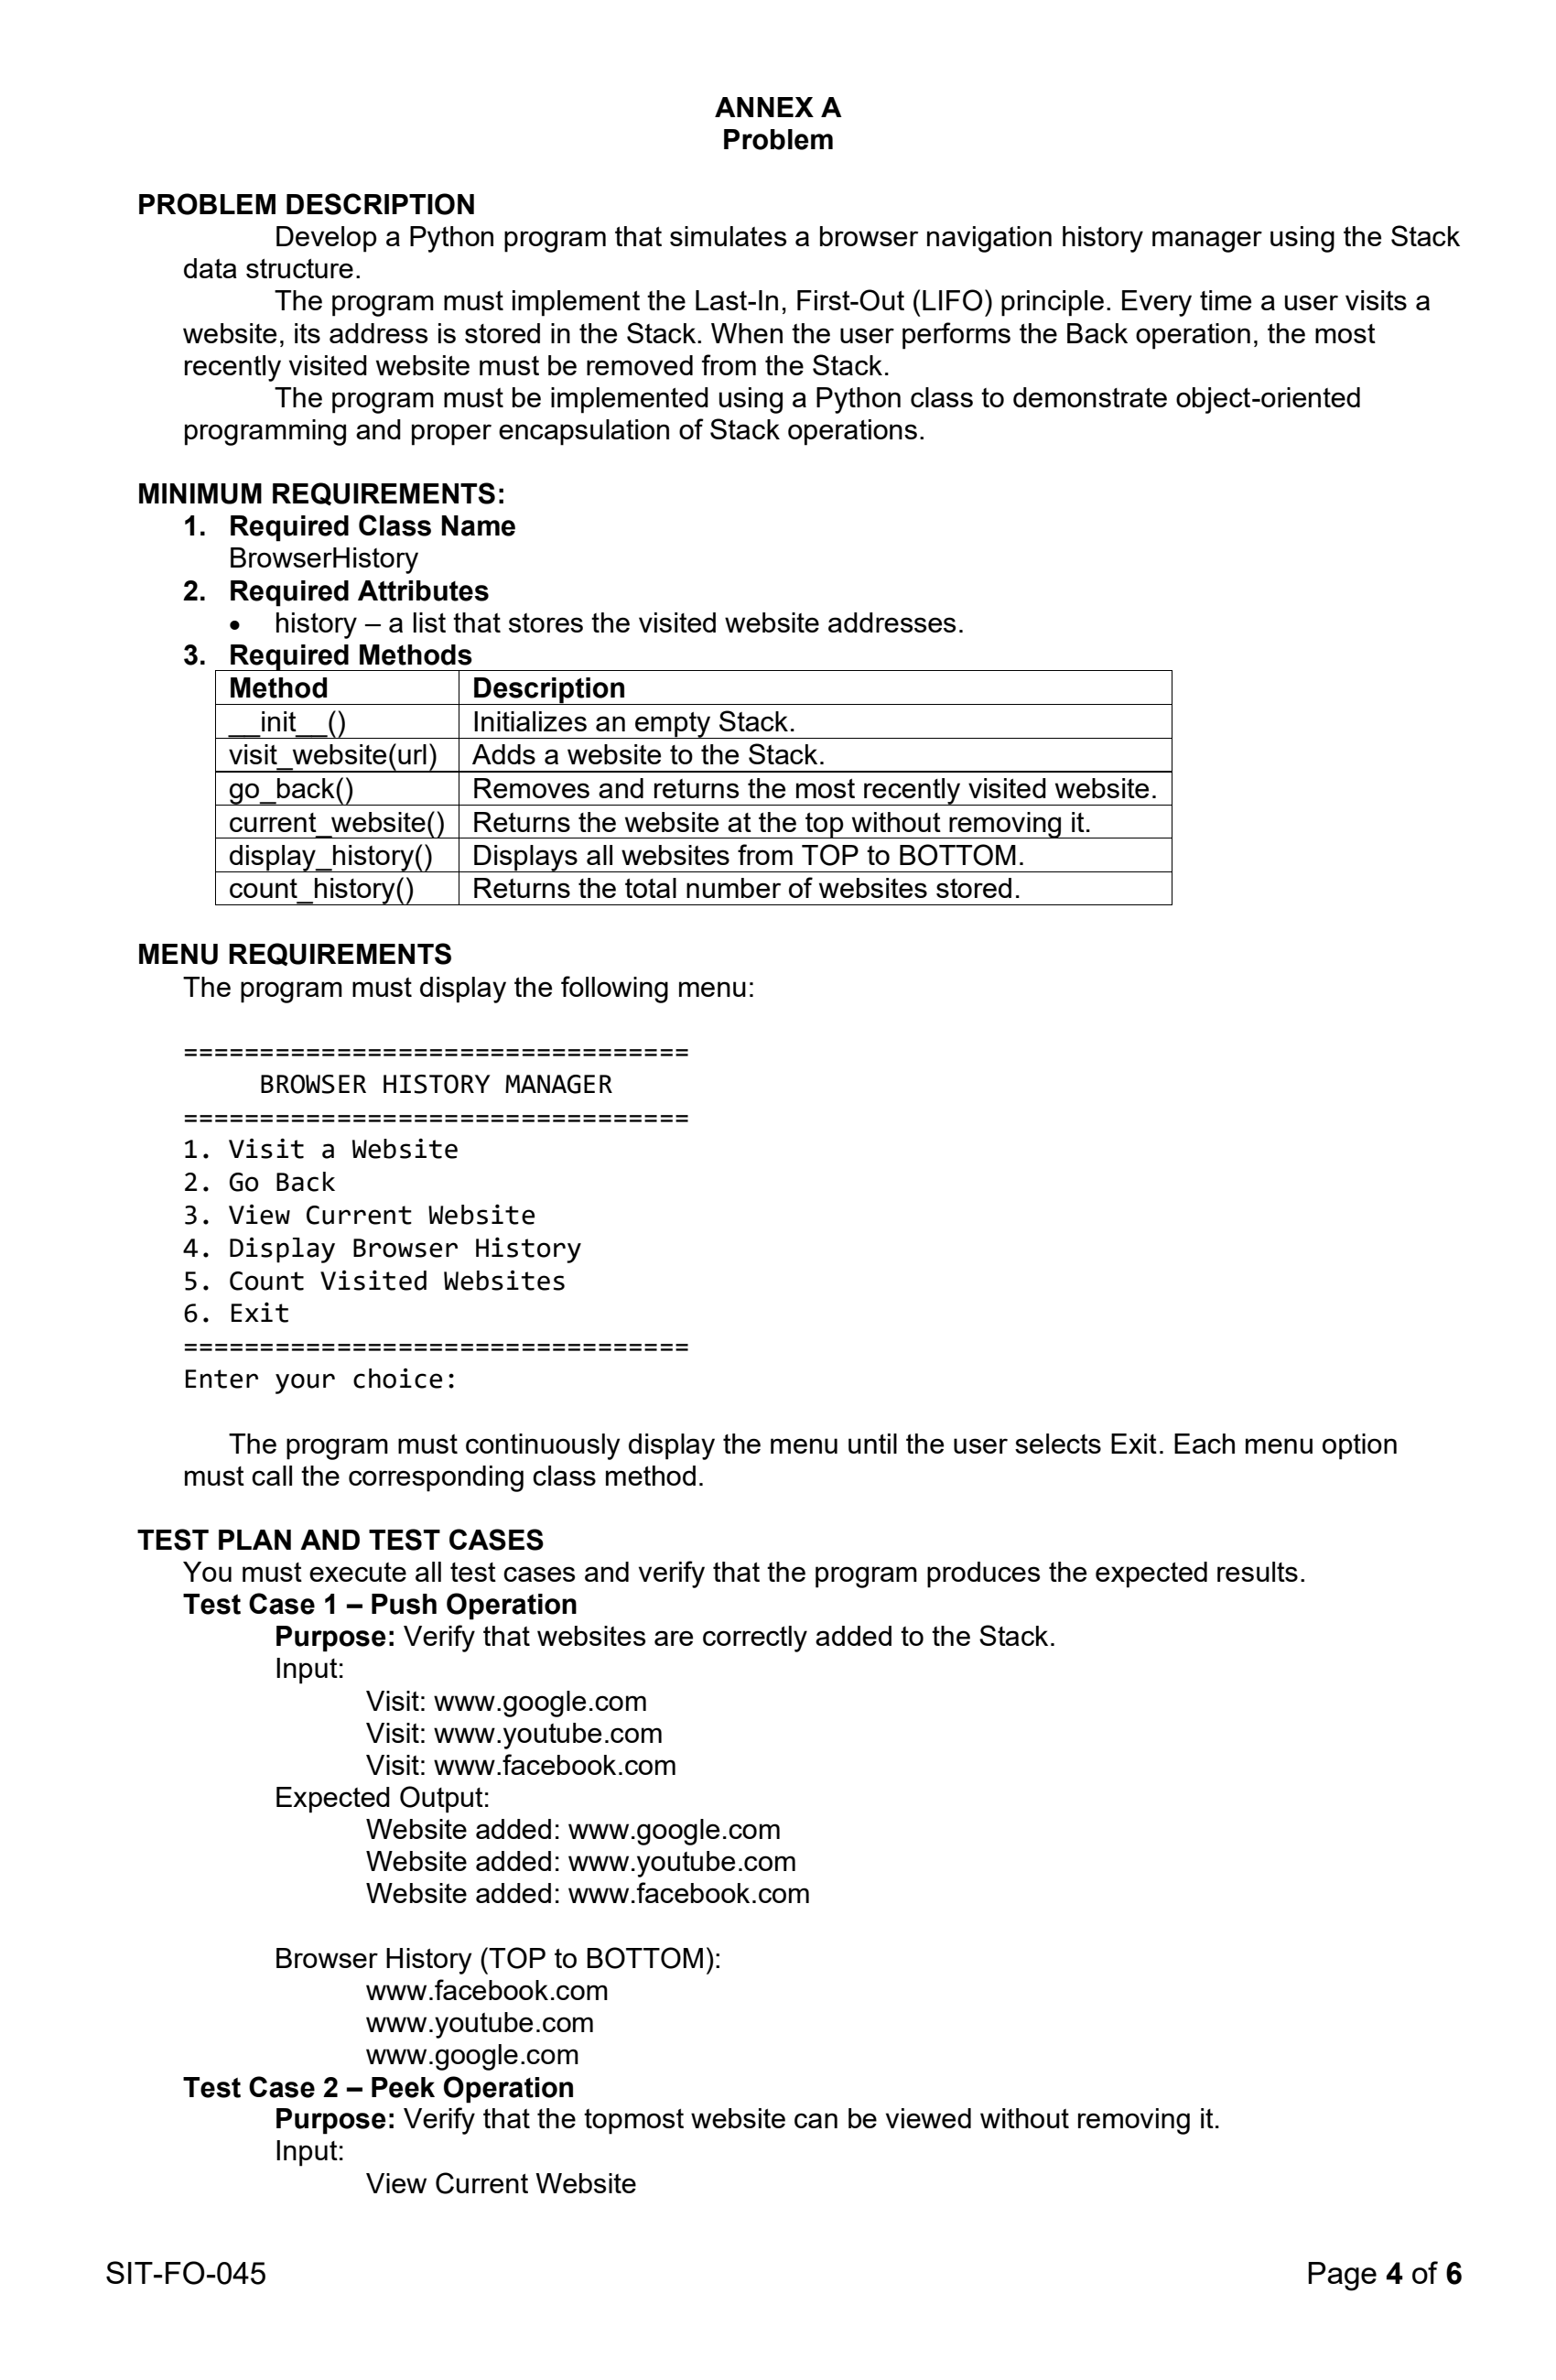 ANNEX A
Problem
PROBLEM DESCRIPTION
Develop a Python program that simulates a browser navigation history manager using the Stack
data structure.
The program must implement the Last-In, First-Out (LIFO) principle. Every time a user visits a
website, its address is stored in the Stack. When the user performs the Back operation, the most
recently visited website must be removed from the Stack.
The program must be implemented using a Python class to demonstrate object-oriented
programming and proper encapsulation of Stack operations.
MINIMUM REQUIREMENTS:
1. Required Class Name
BrowserHistory
2. Required Attributes
• history – a list that stores the visited website addresses.
3. Required Methods
Method Description
__init__() Initializes an empty Stack.
visit_website(url) Adds a website to the Stack.
go_back() Removes and returns the most recently visited website.
current_website() Returns the website at the top without removing it.
display_history() Displays all websites from TOP to BOTTOM.
count_history() Returns the total number of websites stored.
MENU REQUIREMENTS
The program must display the following menu:
=================================
BROWSER HISTORY MANAGER
=================================
1. Visit a Website
2. Go Back
3. View Current Website
4. Display Browser History
5. Count Visited Websites
6. Exit
=================================
Enter your choice:
The program must continuously display the menu until the user selects Exit. Each menu option
must call the corresponding class method.
TEST PLAN AND TEST CASES
You must execute all test cases and verify that the program produces the expected results.
Test Case 1 – Push Operation
Purpose: Verify that websites are correctly added to the Stack.
Input:
Visit: www.google.com
Visit: www.youtube.com
Visit: www.facebook.com
Expected Output:
Website added: www.google.com
Website added: www.youtube.com
Website added: www.facebook.com
Browser History (TOP to BOTTOM):
www.facebook.com
www.youtube.com
www.google.com
Test Case 2 – Peek Operation
Purpose: Verify that the topmost website can be viewed without removing it.
Input:
View Current Website
SIT-FO-045 Page 4 of 6